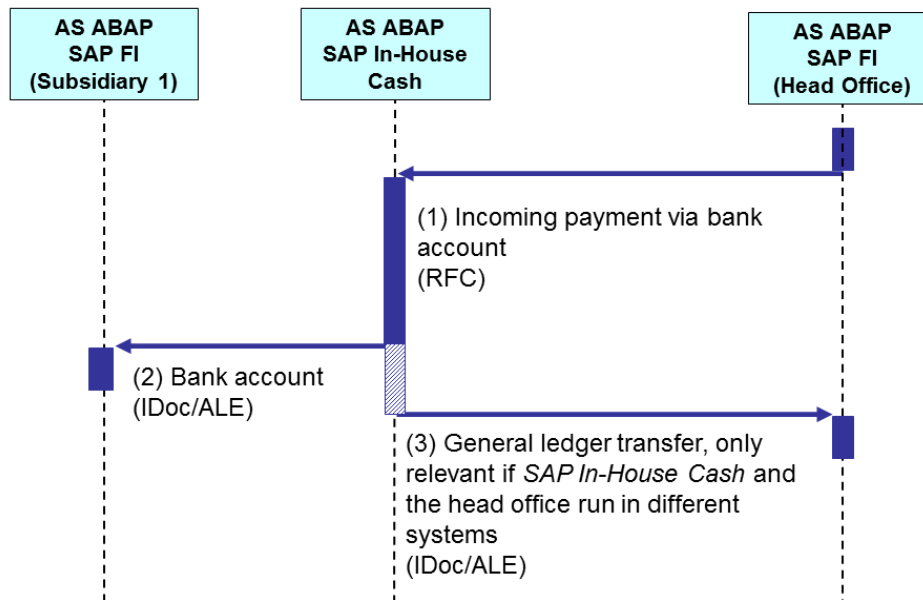 AS ABAP
SAP FI
(Subsidiary 1)
AS ABAP
SAP In-House
Cash
AS ABAP
SAP FI
(Head Office)
(1) Incoming payment via bank
account
(RFC)
(2) Bank account
(IDoc/ALE)
(3) General ledger transfer, only
relevant if SAP In-House Cash and
the head office run in different
systems
(IDoc/ALE)